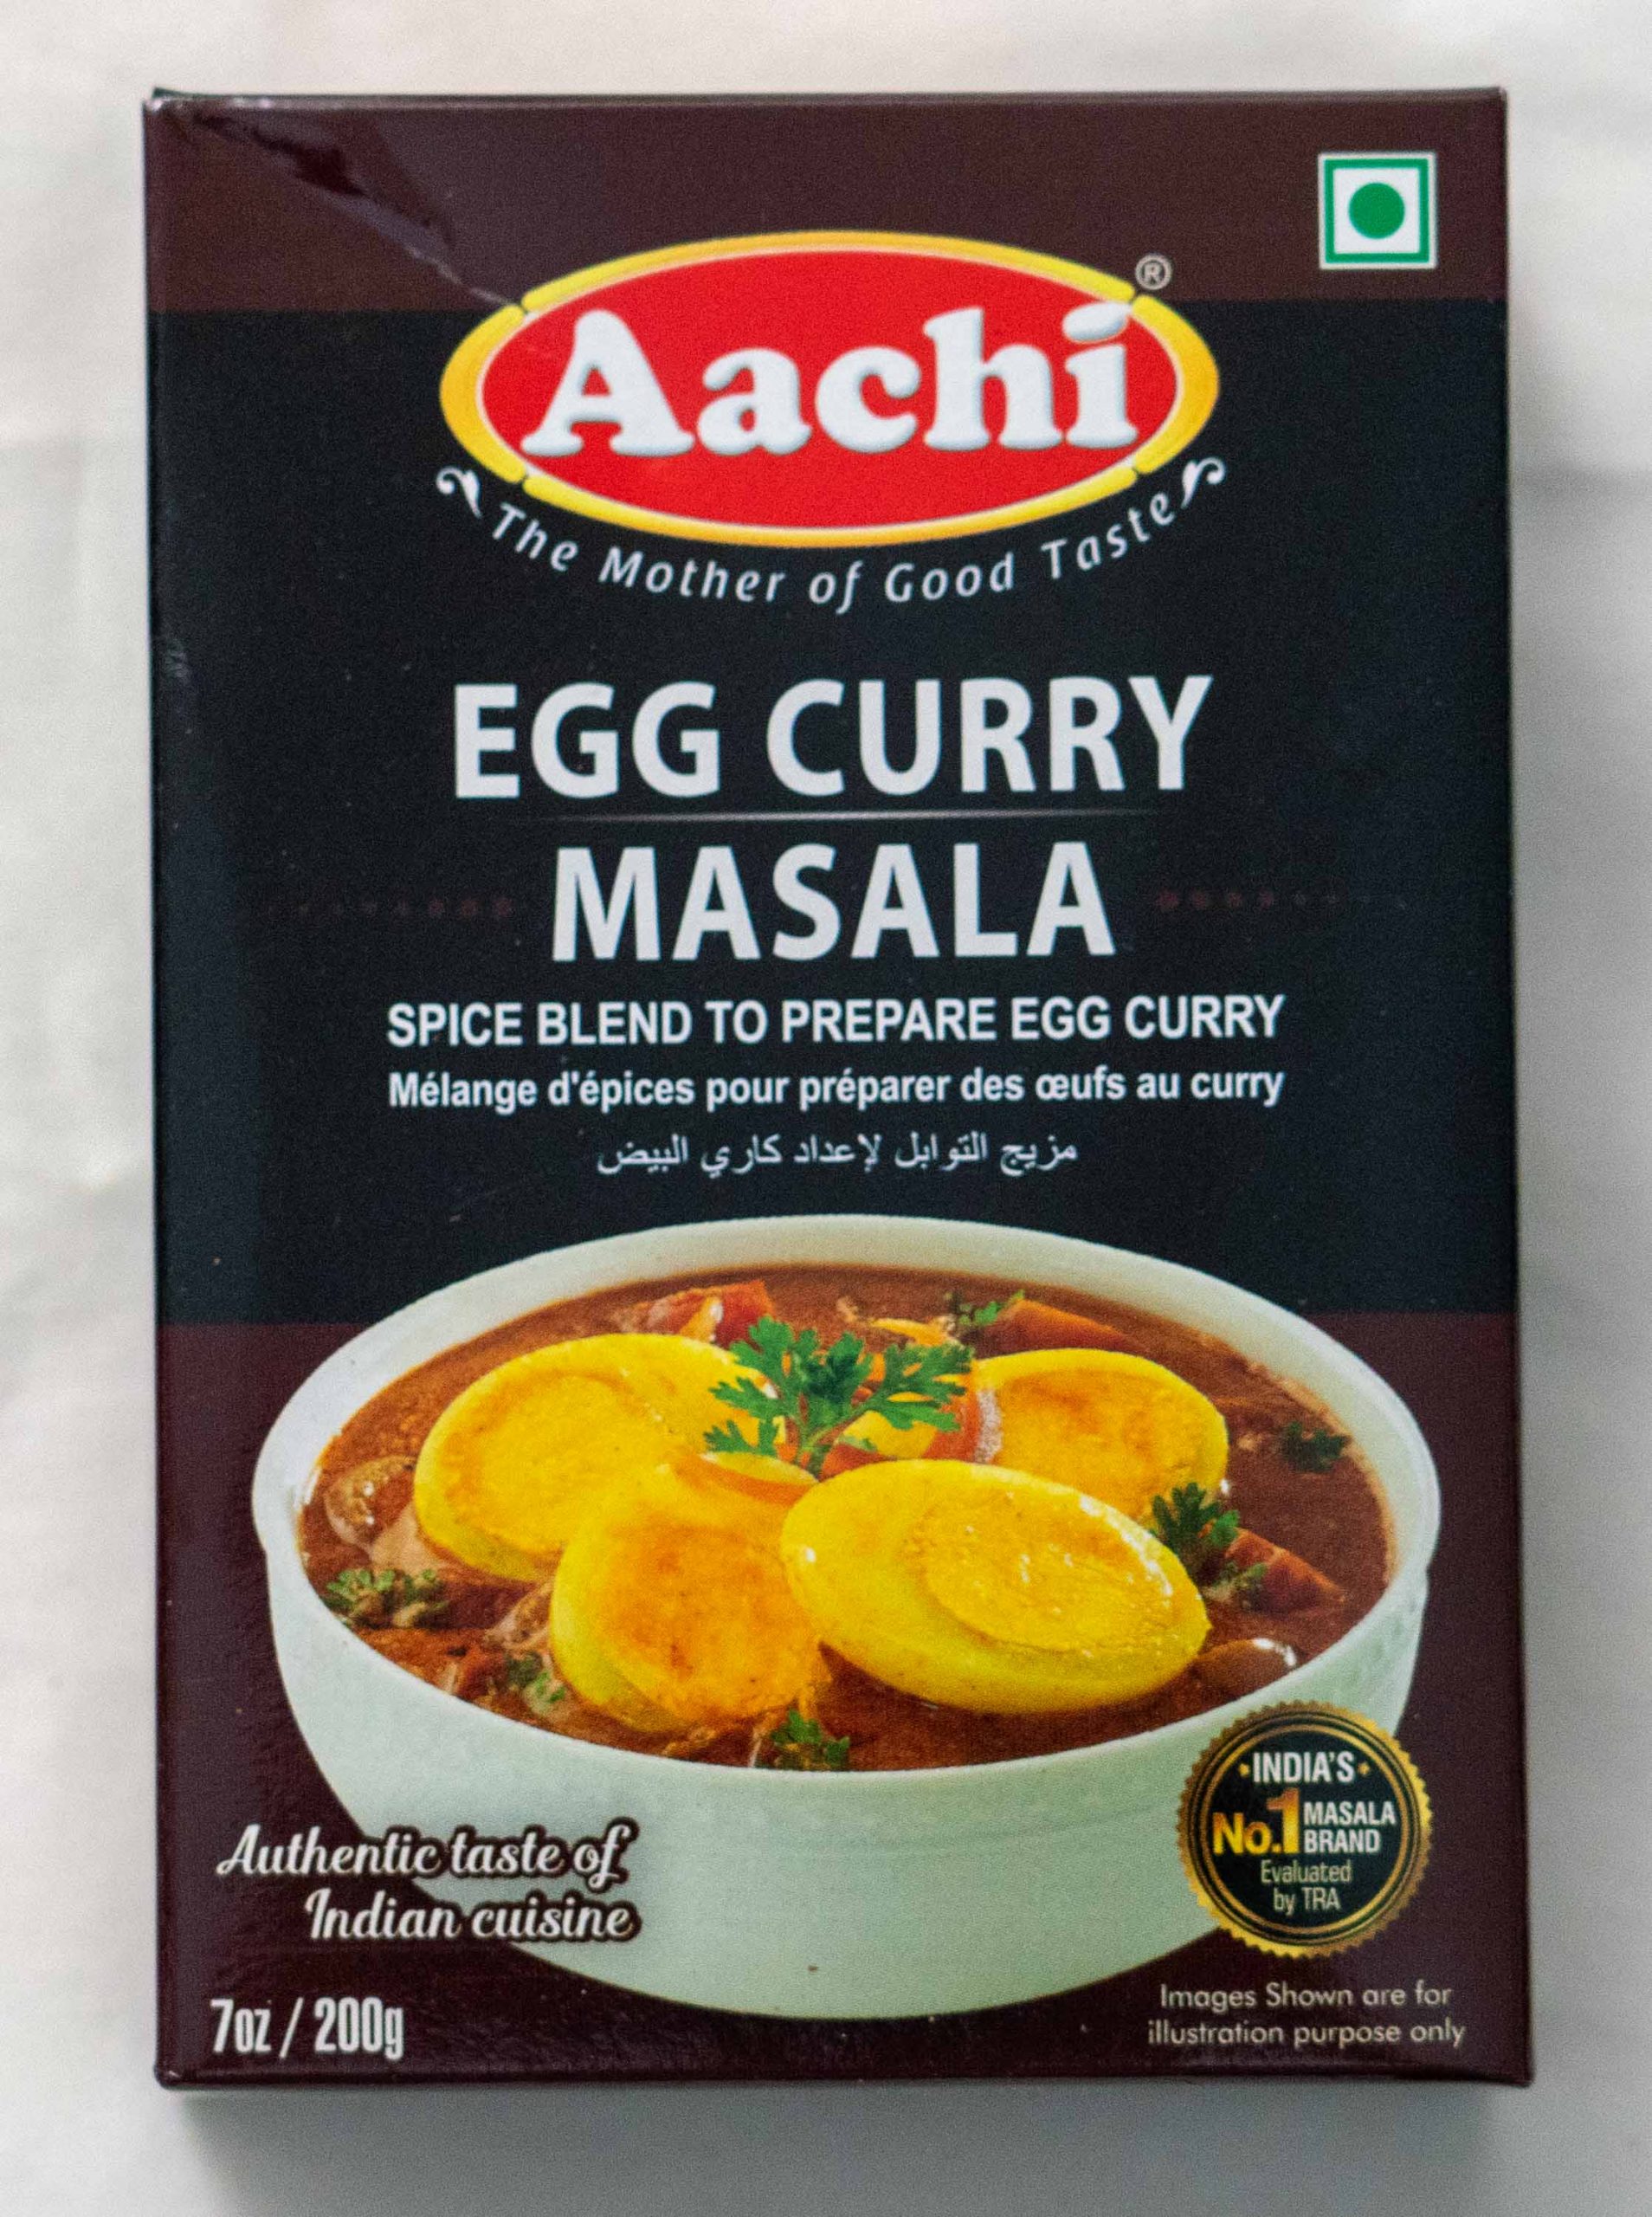 Aachi®
The Mother of Good Taste
EGG CURRY
MASALA
SPICE BLEND TO PREPARE EGG CURRY
Mélange d'épices pour préparer des œufs au curry
مزيج التوابل لإعداد كاري البيض
INDIA'S
No.1 MASALA
BRAND
Evaluated
by TRA
Authentic taste of
Indian cuisine
7oz / 200g
Images Shown are for
illustration purpose only